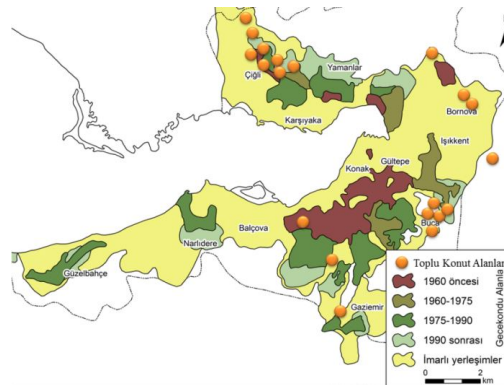 Yamanlar
Çiğli
Bornova
Karşıyaka
Işıkkent
Gültepe
Konak
Buca
Balçova
Narlıdere
Güzelbahçe
Gaziemir
Toplu Konut Alanları
Gecekondu Alanla
1960 öncesi
1960-1975
1975-1990
1990 sonrası
İmarlı yerleşimler
0 2
km